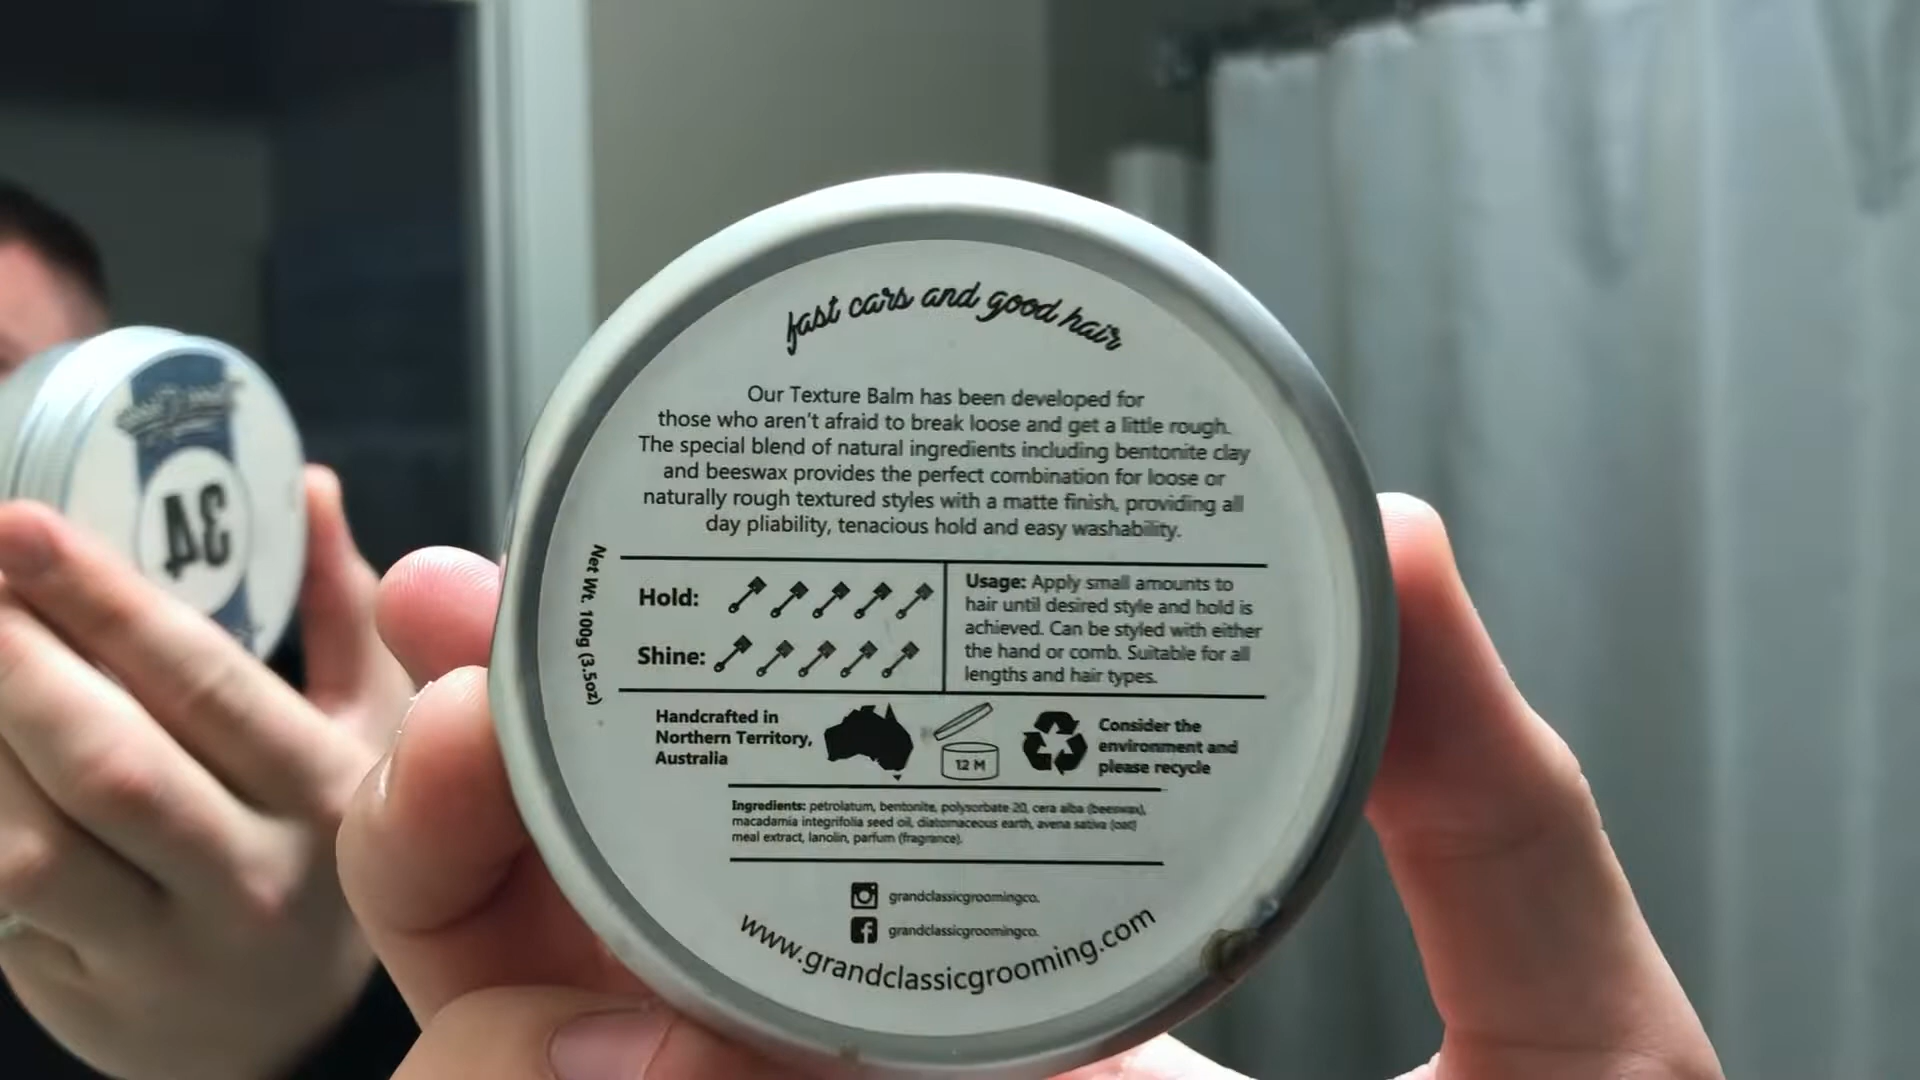 34
fast cars and good hair
Our Texture Balm has been developed for
those who aren't afraid to break loose and get a little rough.
The special blend of natural ingredients including bentonite clay
and beeswax provides the perfect combination for loose or
naturally rough textured styles with a matte finish, providing all
day pliability, tenacious hold and easy washability.
Net Wt. 100g (3.5oz)
Hold:
Shine:
Usage: Apply small amounts to
hair until desired style and hold is
achieved. Can be styled with either
the hand or comb. Suitable for all
lengths and hair types.
Handcrafted in
Northern Territory,
Australia
12 M
Consider the
environment and
please recycle
Ingredients: petrolatum, bentonite, polysorbate 20, cera alba (beeswax),
macadamia integrifolia seed oil, diatomaceous earth, avena sativa (oat)
meal extract, lanolin, parfum (fragrance).
grandclassicgroomingco.
grandclassicgroomingco.
www.grandclassicgrooming.com